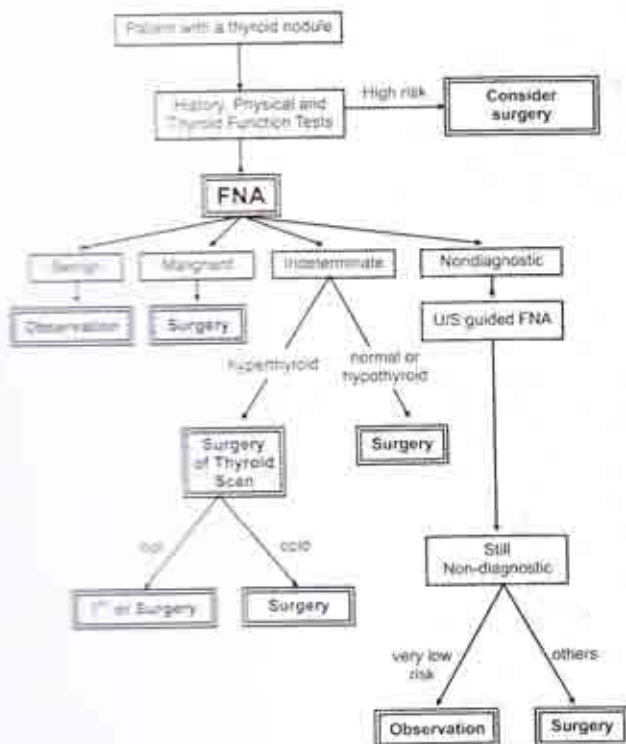 Patient with a thyroid nodule
History, Physical and
Thyroid Function Tests
High risk
Consider
surgery
FNA
Benign
Malignant
Indeterminate
Nondiagnostic
Observation
Surgery
U/S guided FNA
hyperthyroid
normal or
hypothyroid
Surgery
of Thyroid
Scan
Surgery
Still
Non-diagnostic
hot
cold
or Surgery
Surgery
very low
risk
others
Observation
Surgery